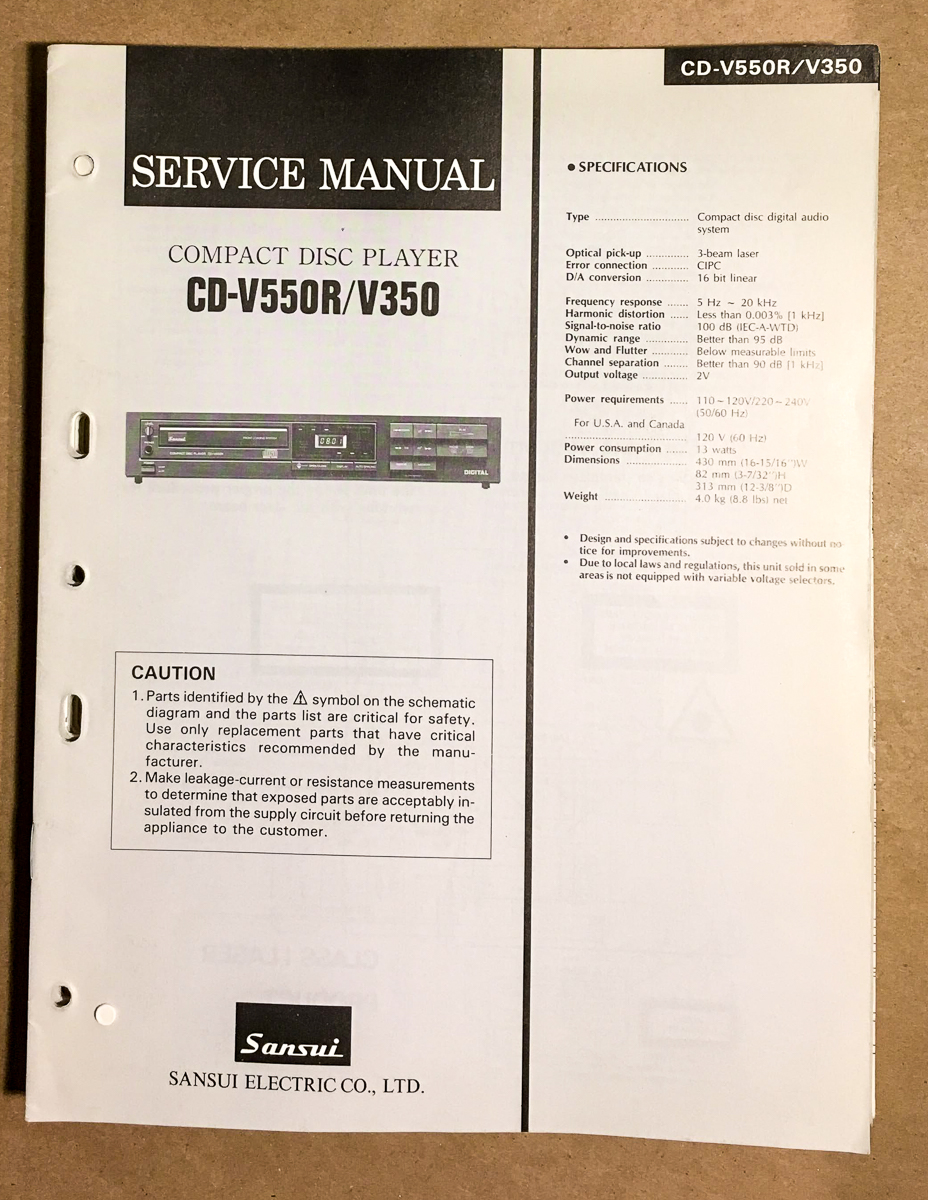 SERVICE MANUAL
COMPACT DISC PLAYER
CD-V550R/V350
Sansui
0801
DIGITAL
CAUTION
1. Parts identified by the ⚠ symbol on the schematic
diagram and the parts list are critical for safety.
Use only replacement parts that have critical
characteristics recommended by the manu-
facturer.
2. Make leakage-current or resistance measurements
to determine that exposed parts are acceptably in-
sulated from the supply circuit before returning the
appliance to the customer.
Sansui
SANSUI ELECTRIC CO., LTD.
CD-V550R/V350
● SPECIFICATIONS
Type ............................. Compact disc digital audio
system
Optical pick-up ............. 3-beam laser
Error connection ........... CIPC
D/A conversion ............. 16 bit linear
Frequency response ....... 5 Hz ~ 20 kHz
Harmonic distortion ...... Less than 0.003% [1 kHz]
Signal-to-noise ratio 100 dB (IEC-A-WTD)
Dynamic range ............. Better than 95 dB
Wow and Flutter ........... Below measurable limits
Channel separation ........ Better than 90 dB [1 kHz]
Output voltage .............. 2V
Power requirements ...... 110~120V/220~240V
(50/60 Hz)
For U.S.A. and Canada
..................................... 120 V (60 Hz)
Power consumption ....... 13 watts
Dimensions ................... 430 mm (16-15/16")W
82 mm (3-7/32")H
313 mm (12-3/8")D
Weight ......................... 4.0 kg (8.8 lbs) net
* Design and specifications subject to changes without no-
tice for improvements.
* Due to local laws and regulations, this unit sold in some
areas is not equipped with variable voltage selectors.